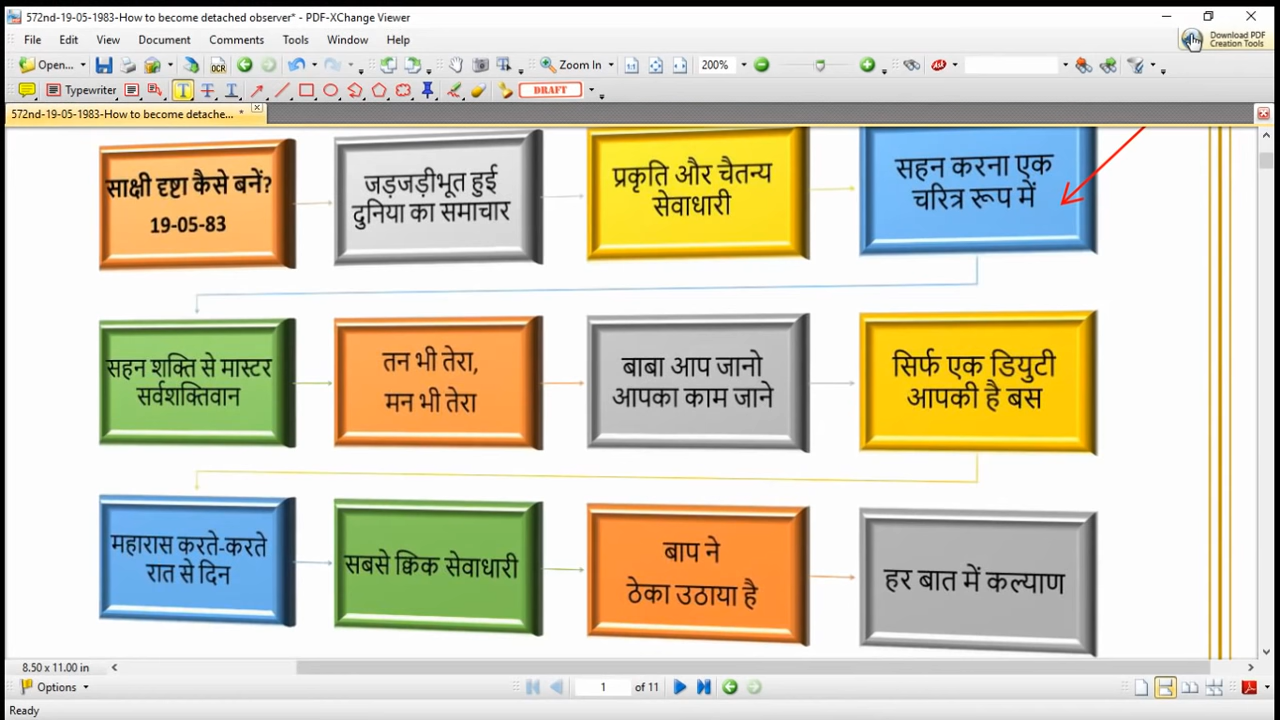 572nd-19-05-1983-How to become detached observer* - PDF-XChange Viewer
File Edit View Document Comments Tools Window Help
Download PDF
Creation Tools
Open... OCR Zoom In 200%
Typewriter DRAFT
572nd-19-05-1983-How to become detache... *
साक्षी दृष्टा कैसे बनें?
19-05-83
जड़जड़ीभूत हुई
दुनिया का समाचार
प्रकृति और चैतन्य
सेवाधारी
सहन करना एक
चरित्र रूप में
सहन शक्ति से मास्टर
सर्वशक्तिवान
तन भी तेरा,
मन भी तेरा
बाबा आप जानो
आपका काम जाने
सिर्फ एक डियुटी
आपकी है बस
महारास करते-करते
रात से दिन
सबसे क्विक सेवाधारी
बाप ने
ठेका उठाया है
हर बात में कल्याण
8.50 x 11.00 in
Options 1 of 11
Ready